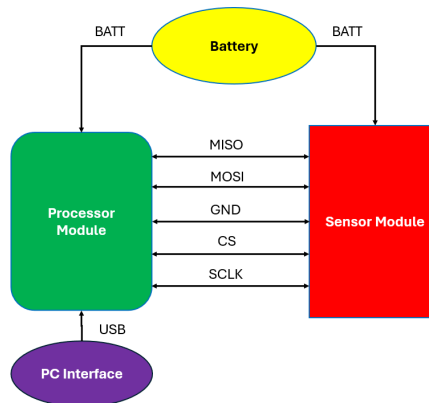 BATT
BATT
Battery
MISO
MOSI
GND
CS
SCLK
Processor
Module
Sensor Module
USB
PC Interface